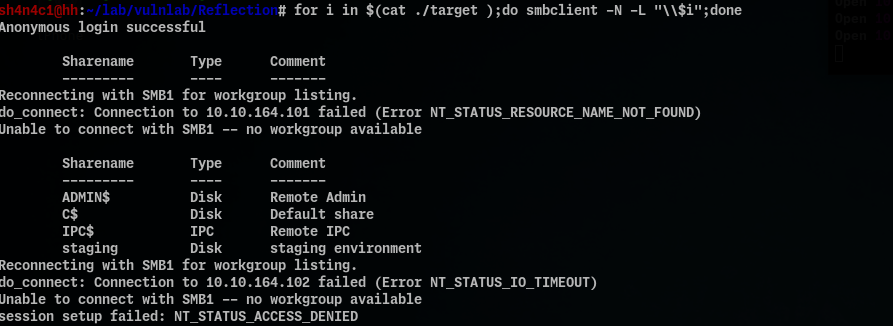 sh4n4c1@hh:~/lab/vulnlab/Reflection# for i in $(cat ./target );do smbclient -N -L "\\$i";done
Anonymous login successful
Sharename Type Comment
--------- ---- -------
Reconnecting with SMB1 for workgroup listing.
do_connect: Connection to 10.10.164.101 failed (Error NT_STATUS_RESOURCE_NAME_NOT_FOUND)
Unable to connect with SMB1 -- no workgroup available
Sharename Type Comment
--------- ---- -------
ADMIN$ Disk Remote Admin
C$ Disk Default share
IPC$ IPC Remote IPC
staging Disk staging environment
Reconnecting with SMB1 for workgroup listing.
do_connect: Connection to 10.10.164.102 failed (Error NT_STATUS_IO_TIMEOUT)
Unable to connect with SMB1 -- no workgroup available
session setup failed: NT_STATUS_ACCESS_DENIED